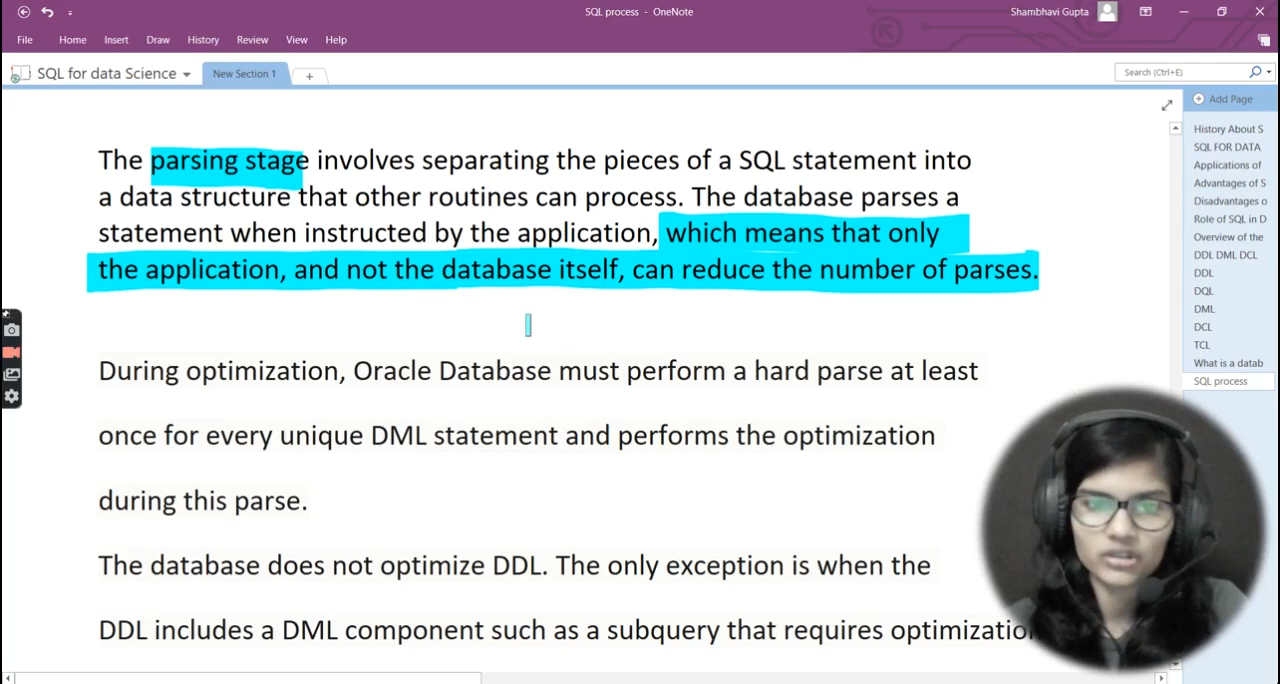 SQL process - OneNote
Shambhavi Gupta
File Home Insert Draw History Review View Help
SQL for data Science
New Section 1
+
Search (Ctrl+E)
Add Page
The parsing stage involves separating the pieces of a SQL statement into
a data structure that other routines can process. The database parses a
statement when instructed by the application, which means that only
the application, and not the database itself, can reduce the number of parses.
During optimization, Oracle Database must perform a hard parse at least
once for every unique DML statement and performs the optimization
during this parse.
The database does not optimize DDL. The only exception is when the
DDL includes a DML component such as a subquery that requires optimization
History About S
SQL FOR DATA
Applications of
Advantages of S
Disadvantages o
Role of SQL in D
Overview of the
DDL DML DCL
DDL
DQL
DML
DCL
TCL
What is a datab
SQL process